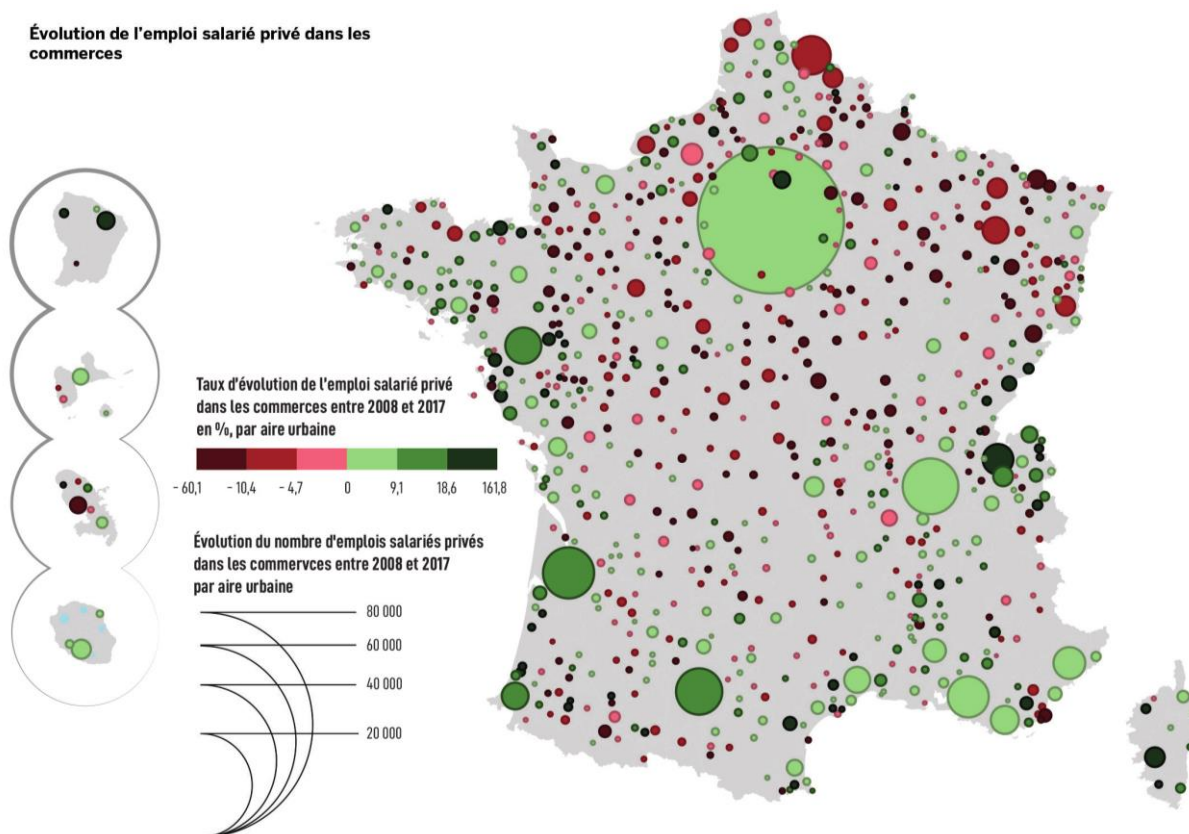 Évolution de l'emploi salarié privé dans les
commerces
Taux d'évolution de l'emploi salarié privé
dans les commerces entre 2008 et 2017
en %, par aire urbaine
− 60,1 − 10,4 − 4,7 0 9,1 18,6 161,8
Évolution du nombre d'emplois salariés privés
dans les commervces entre 2008 et 2017
par aire urbaine
80 000
60 000
40 000
20 000